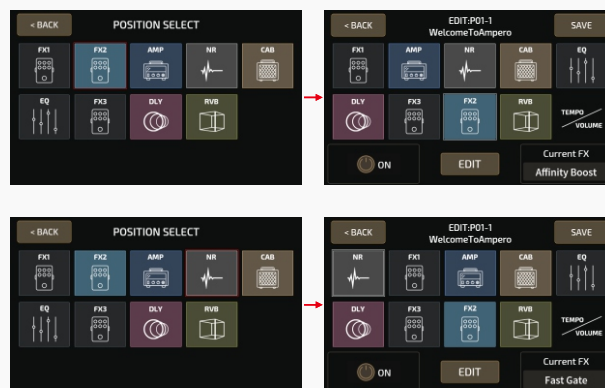 < BACK POSITION SELECT
FX1 FX2 AMP NR CAB
EQ FX3 DLY RVB
< BACK EDIT:P01-1 SAVE
WelcomeToAmpero
FX1 AMP NR CAB EQ
DLY FX3 FX2 RVB TEMPO
VOLUME
ON EDIT Current FX
Affinity Boost
< BACK POSITION SELECT
FX1 FX2 AMP NR CAB
EQ FX3 DLY RVB
< BACK EDIT:P01-1 SAVE
WelcomeToAmpero
NR FX1 AMP CAB EQ
DLY FX3 FX2 RVB TEMPO
VOLUME
ON EDIT Current FX
Fast Gate